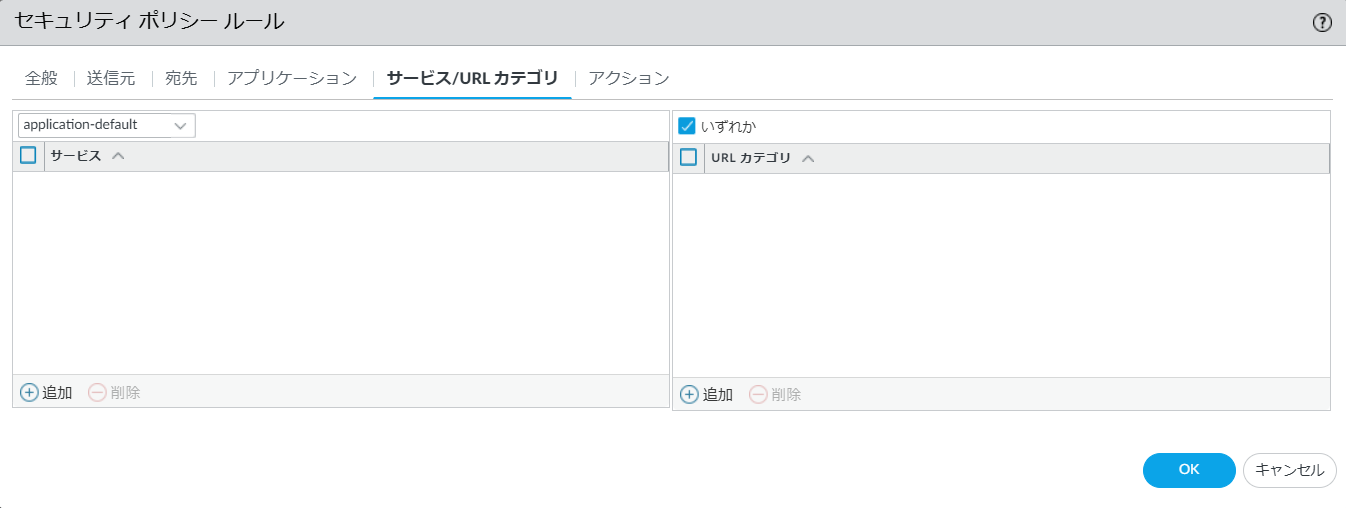 セキュリティ ポリシー ルール
全般 送信元 宛先 アプリケーション サービス/URL カテゴリ アクション
application-default
いずれか
サービス
URL カテゴリ
追加 削除
追加 削除
OK キャンセル